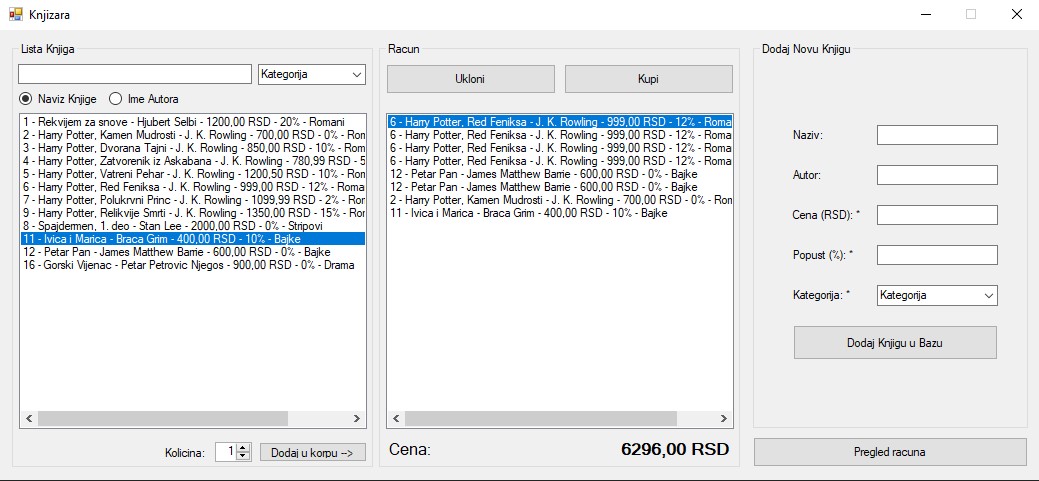 Knjizara
Lista Knjiga
Kategorija
Naviz Knjige
Ime Autora
1 - Rekvijem za snove - Hjubert Selbi - 1200,00 RSD - 20% - Romani
2 - Harry Potter, Kamen Mudrosti - J. K. Rowling - 700,00 RSD - 0% - Rom
3 - Harry Potter, Dvorana Tajni - J. K. Rowling - 850,00 RSD - 10% - Rom
4 - Harry Potter, Zatvorenik iz Askabana - J. K. Rowling - 780,99 RSD - 5
5 - Harry Potter, Vatreni Pehar - J. K. Rowling - 1200,50 RSD - 10% - Rom
6 - Harry Potter, Red Feniksa - J. K. Rowling - 999,00 RSD - 12% - Roma
7 - Harry Potter, Polukrvni Princ - J. K. Rowling - 1099,99 RSD - 2% - Rom
9 - Harry Potter, Relikvije Smrti - J. K. Rowling - 1350,00 RSD - 15% - Rom
8 - Spajdermen, 1. deo - Stan Lee - 2000,00 RSD - 0% - Stripovi
11 - Ivica i Marica - Braca Grim - 400,00 RSD - 10% - Bajke
12 - Petar Pan - James Matthew Barrie - 600,00 RSD - 0% - Bajke
16 - Gorski Vijenac - Petar Petrovic Njegos - 900,00 RSD - 0% - Drama
Kolicina:
1
Dodaj u korpu -->
Racun
Ukloni
Kupi
6 - Harry Potter, Red Feniksa - J. K. Rowling - 999,00 RSD - 12% - Roma
6 - Harry Potter, Red Feniksa - J. K. Rowling - 999,00 RSD - 12% - Roma
6 - Harry Potter, Red Feniksa - J. K. Rowling - 999,00 RSD - 12% - Roma
6 - Harry Potter, Red Feniksa - J. K. Rowling - 999,00 RSD - 12% - Roma
12 - Petar Pan - James Matthew Barrie - 600,00 RSD - 0% - Bajke
12 - Petar Pan - James Matthew Barrie - 600,00 RSD - 0% - Bajke
2 - Harry Potter, Kamen Mudrosti - J. K. Rowling - 700,00 RSD - 0% - Rom
11 - Ivica i Marica - Braca Grim - 400,00 RSD - 10% - Bajke
Cena:
6296,00 RSD
Dodaj Novu Knjigu
Naziv:
Autor:
Cena (RSD): *
Popust (%): *
Kategorija: *
Kategorija
Dodaj Knjigu u Bazu
Pregled racuna